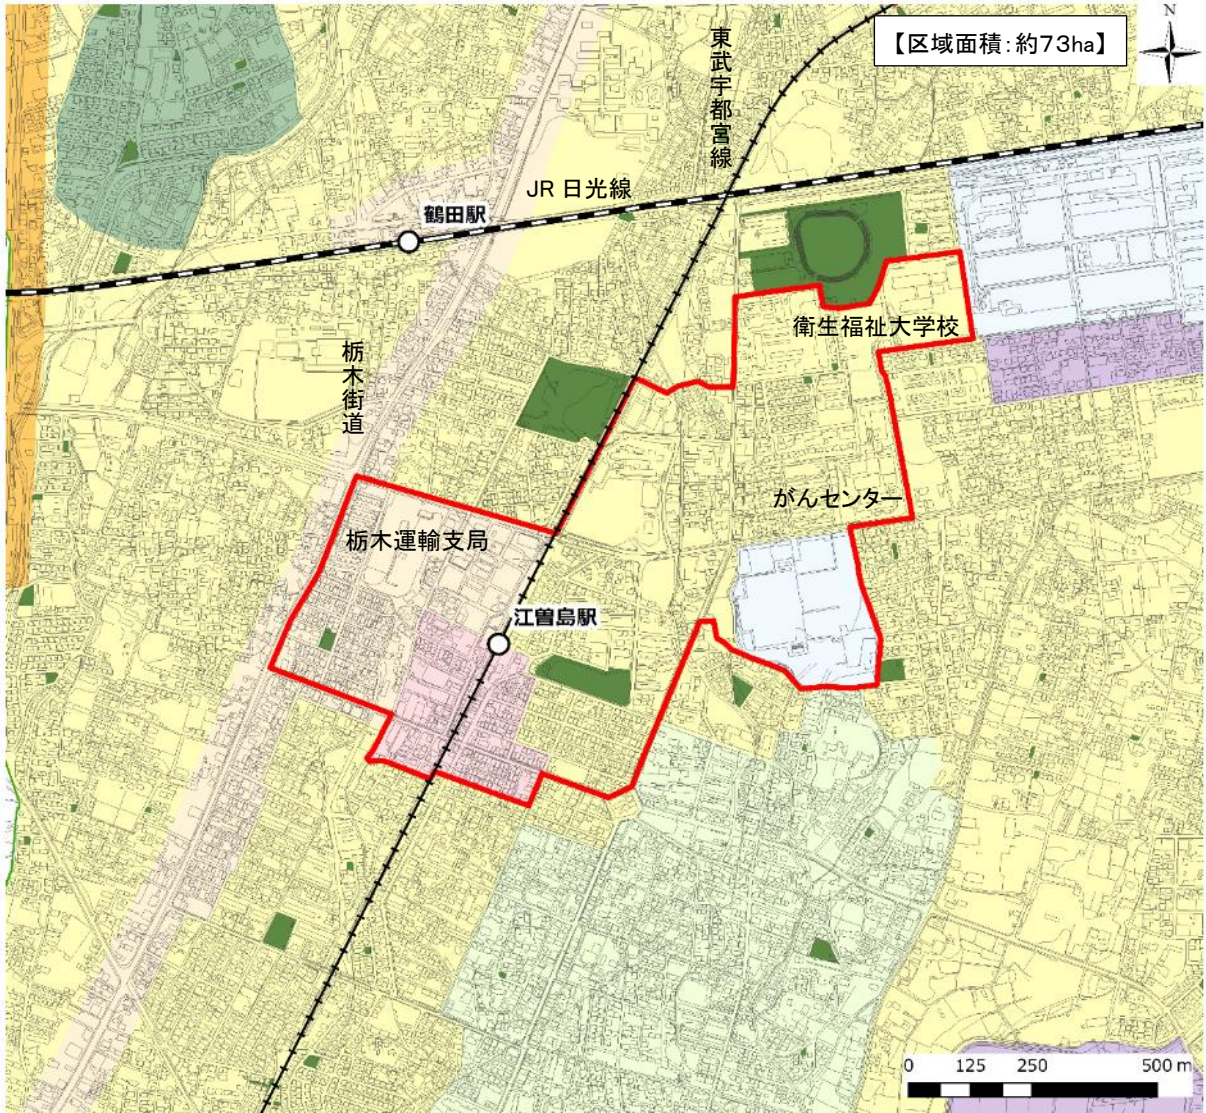 N
【区域面積:約73ha】
東武宇都宮線
JR 日光線
鶴田駅
衛生福祉大学校
栃木街道
がんセンター
栃木運輸支局
江曽島駅
0 125 250 500 m